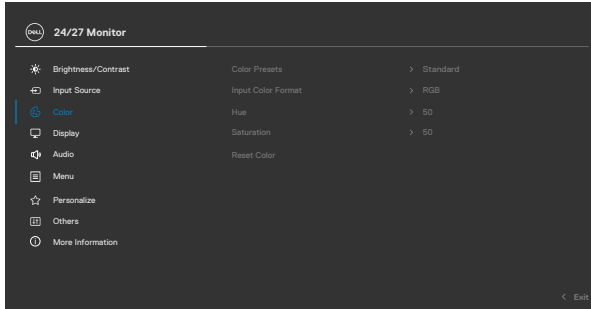 DELL 24/27 Monitor
Brightness/Contrast Color Presets > Standard
Input Source Input Color Format > RGB
Color Hue > 50
Display Saturation > 50
Audio Reset Color
Menu
Personalize
Others
More Information
< Exit